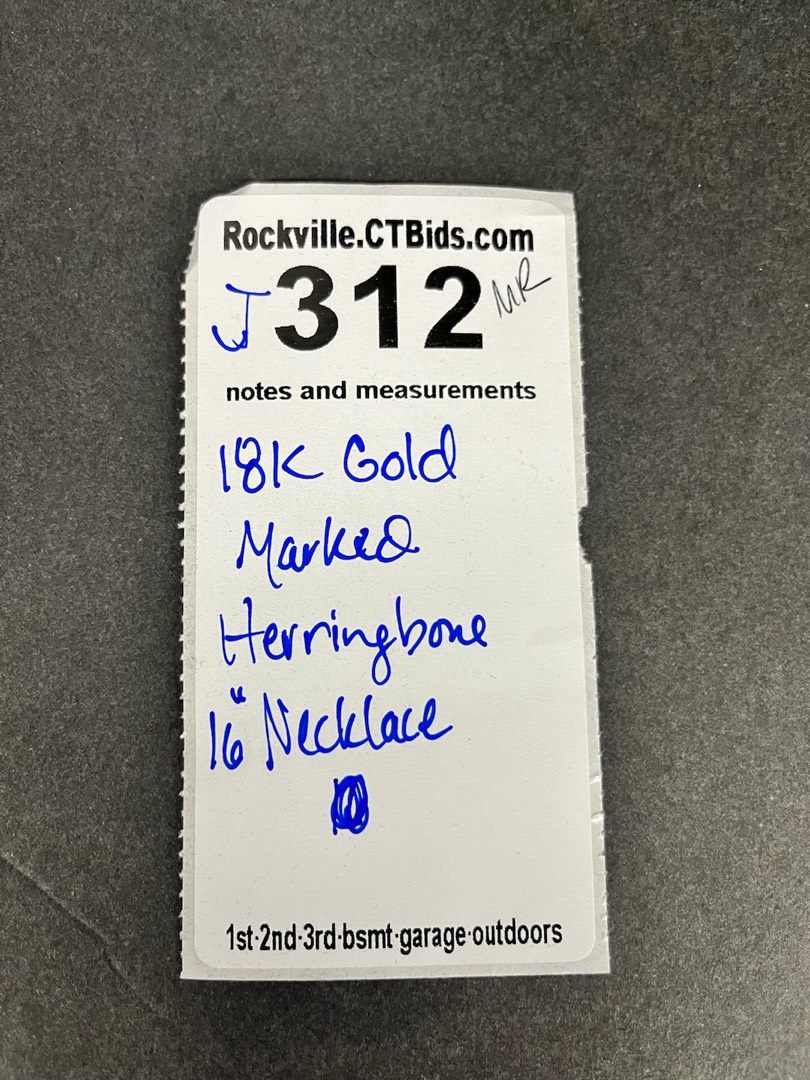 Rockville.CTBids.com
J 312 MR
notes and measurements
18K Gold
Marked
Herringbone
16" Necklace
1st·2nd·3rd·bsmt·garage·outdoors